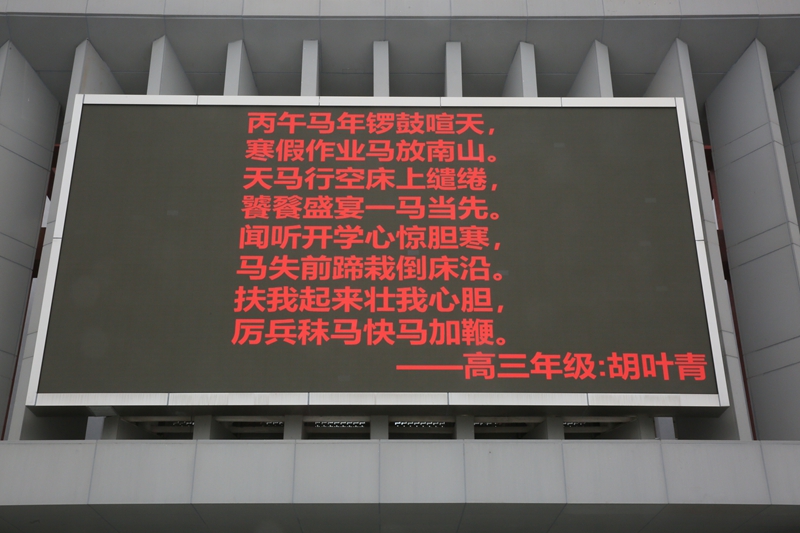 丙午马年锣鼓喧天，
寒假作业马放南山。
天马行空床上缱绻，
饕餮盛宴一马当先。
闻听开学心惊胆寒，
马失前蹄栽倒床沿。
扶我起来壮我心胆，
厉兵秣马快马加鞭。
——高三年级:胡叶青